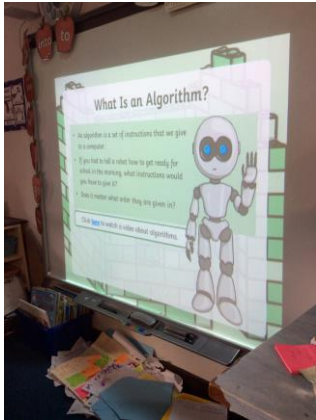 to
What Is an Algorithm?
An algorithm is a set of instructions that we give
to a computer.
If you had to tell a robot how to get ready for
school in the morning, what instructions would
you have to give it?
Does it matter what order they are given in?
Click here to watch a video about algorithms.